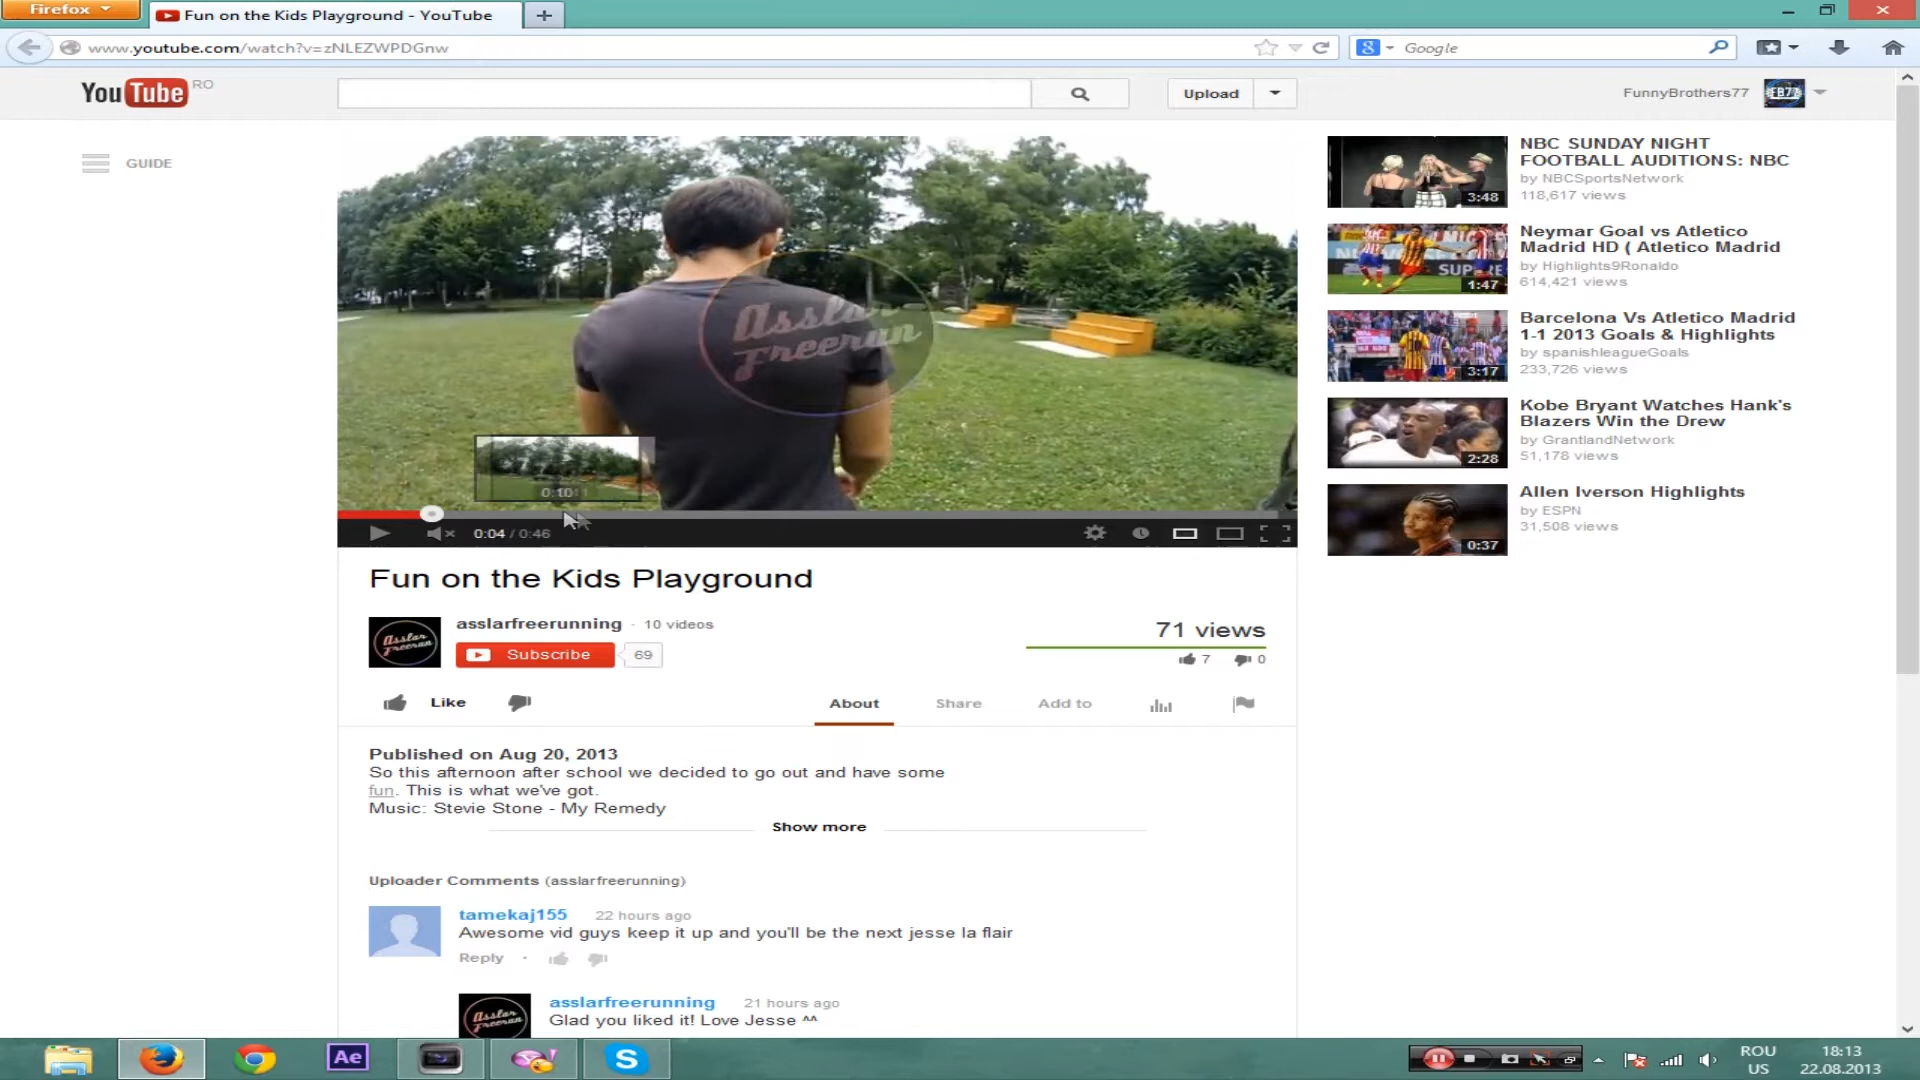 Firefox
Fun on the Kids Playground - YouTube
www.youtube.com/watch?v=zNLEZWPDGnw
Google
YouTube RO
Upload
FunnyBrothers77
FB77
GUIDE
Asslar
Freerun
0:10
0:04 / 0:46
NBC SUNDAY NIGHT
FOOTBALL AUDITIONS: NBC
by NBCSportsNetwork
118,617 views
3:48
Neymar Goal vs Atletico
Madrid HD ( Atletico Madrid
by Highlights9Ronaldo
614,421 views
1:47
Barcelona Vs Atletico Madrid
1-1 2013 Goals & Highlights
by spanishleagueGoals
233,726 views
3:17
Kobe Bryant Watches Hank's
Blazers Win the Drew
by GrantlandNetwork
51,178 views
2:28
Allen Iverson Highlights
by ESPN
31,508 views
0:37
Fun on the Kids Playground
Asslar
Freerun
asslarfreerunning · 10 videos
Subscribe 69
71 views
7 0
Like
About Share Add to
Published on Aug 20, 2013
So this afternoon after school we decided to go out and have some
fun. This is what we've got.
Music: Stevie Stone - My Remedy
Show more
Uploader Comments (asslarfreerunning)
tamekaj155 22 hours ago
Awesome vid guys keep it up and you'll be the next jesse la flair
Reply ·
Asslar
Freerun
asslarfreerunning 21 hours ago
Glad you liked it! Love Jesse ^^
Ae
ROU
US
18:13
22.08.2013